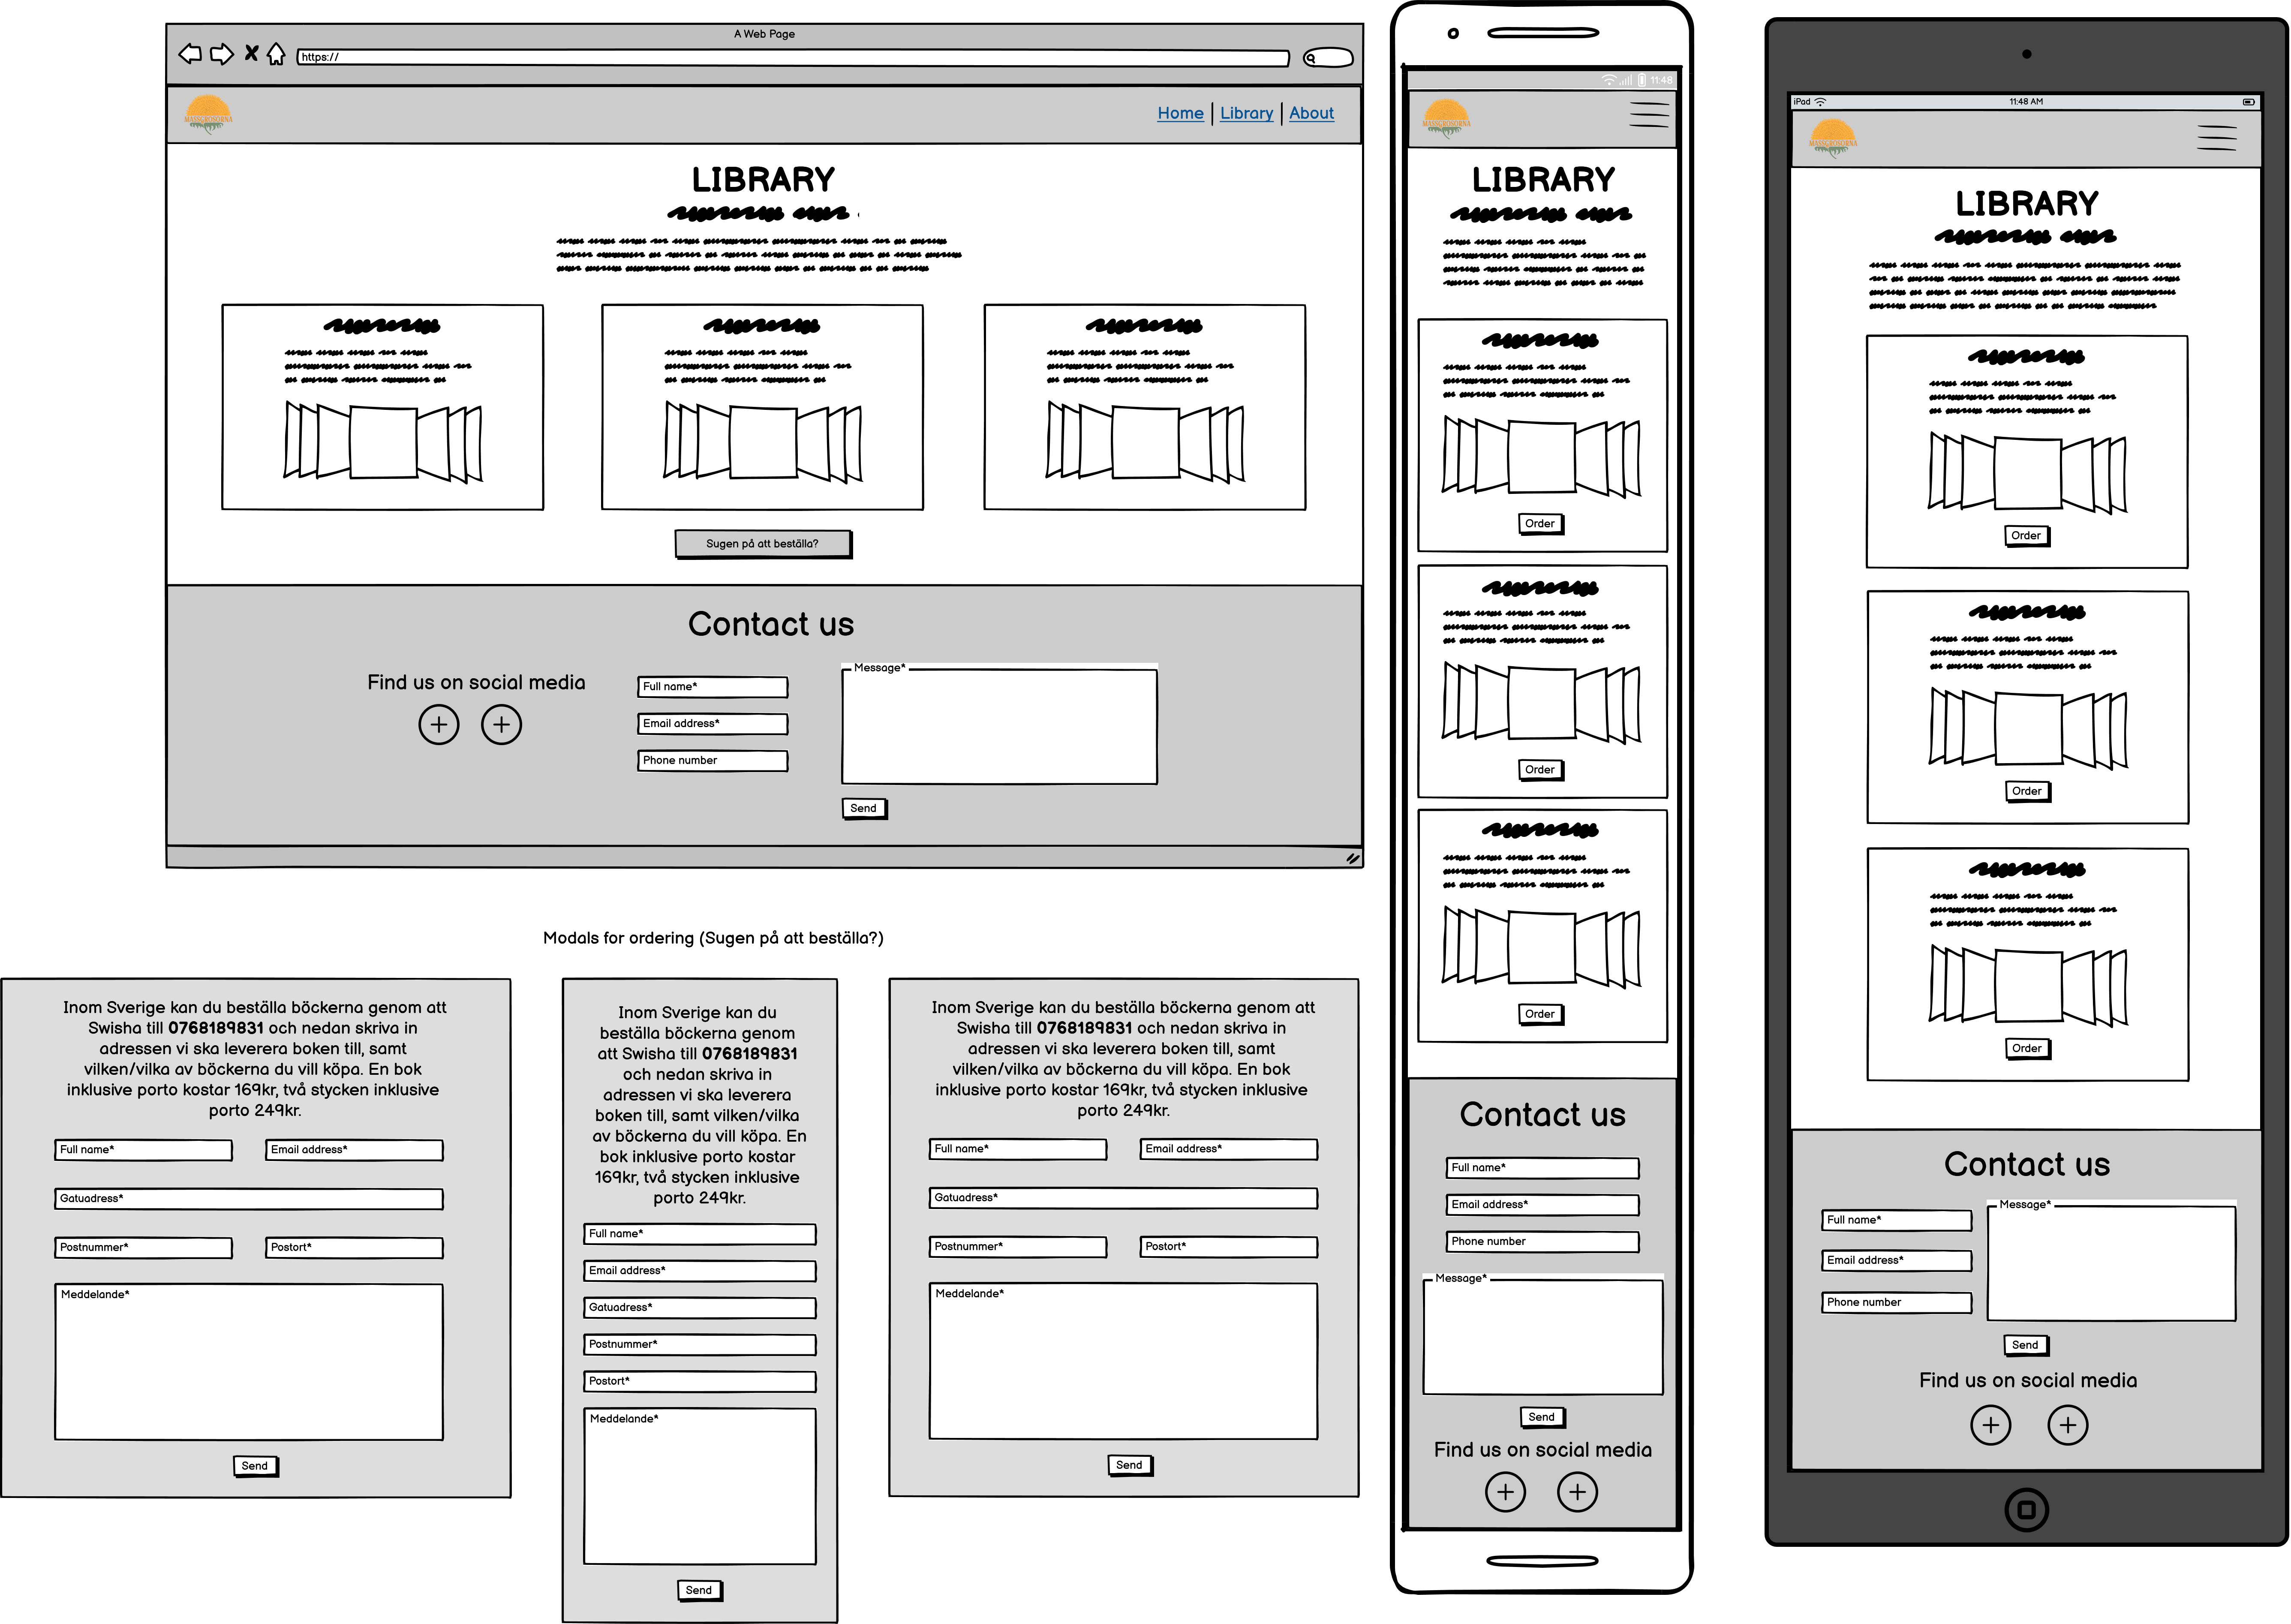 A Web Page
https://
MASKROSORNA
Home | Library | About
LIBRARY
Sugen på att beställa?
Contact us
Find us on social media
Full name*
Email address*
Phone number
Message*
Send
Modals for ordering (Sugen på att beställa?)
Inom Sverige kan du beställa böckerna genom att
Swisha till 0768189831 och nedan skriva in
adressen vi ska leverera boken till, samt
vilken/vilka av böckerna du vill köpa. En bok
inklusive porto kostar 169kr, två stycken inklusive
porto 249kr.
Full name*
Email address*
Gatuadress*
Postnummer*
Postort*
Meddelande*
Send
Inom Sverige kan du
beställa böckerna genom
att Swisha till 0768189831
och nedan skriva in
adressen vi ska leverera
boken till, samt vilken/vilka
av böckerna du vill köpa. En
bok inklusive porto kostar
169kr, två stycken inklusive
porto 249kr.
Full name*
Email address*
Gatuadress*
Postnummer*
Postort*
Meddelande*
Send
Inom Sverige kan du beställa böckerna genom att
Swisha till 0768189831 och nedan skriva in
adressen vi ska leverera boken till, samt
vilken/vilka av böckerna du vill köpa. En bok
inklusive porto kostar 169kr, två stycken inklusive
porto 249kr.
Full name*
Email address*
Gatuadress*
Postnummer*
Postort*
Meddelande*
Send
11:48
MASKROSORNA
LIBRARY
Order
Order
Order
Contact us
Full name*
Email address*
Phone number
Message*
Send
Find us on social media
iPad
11:48 AM
MASKROSORNA
LIBRARY
Order
Order
Order
Contact us
Full name*
Email address*
Phone number
Message*
Send
Find us on social media